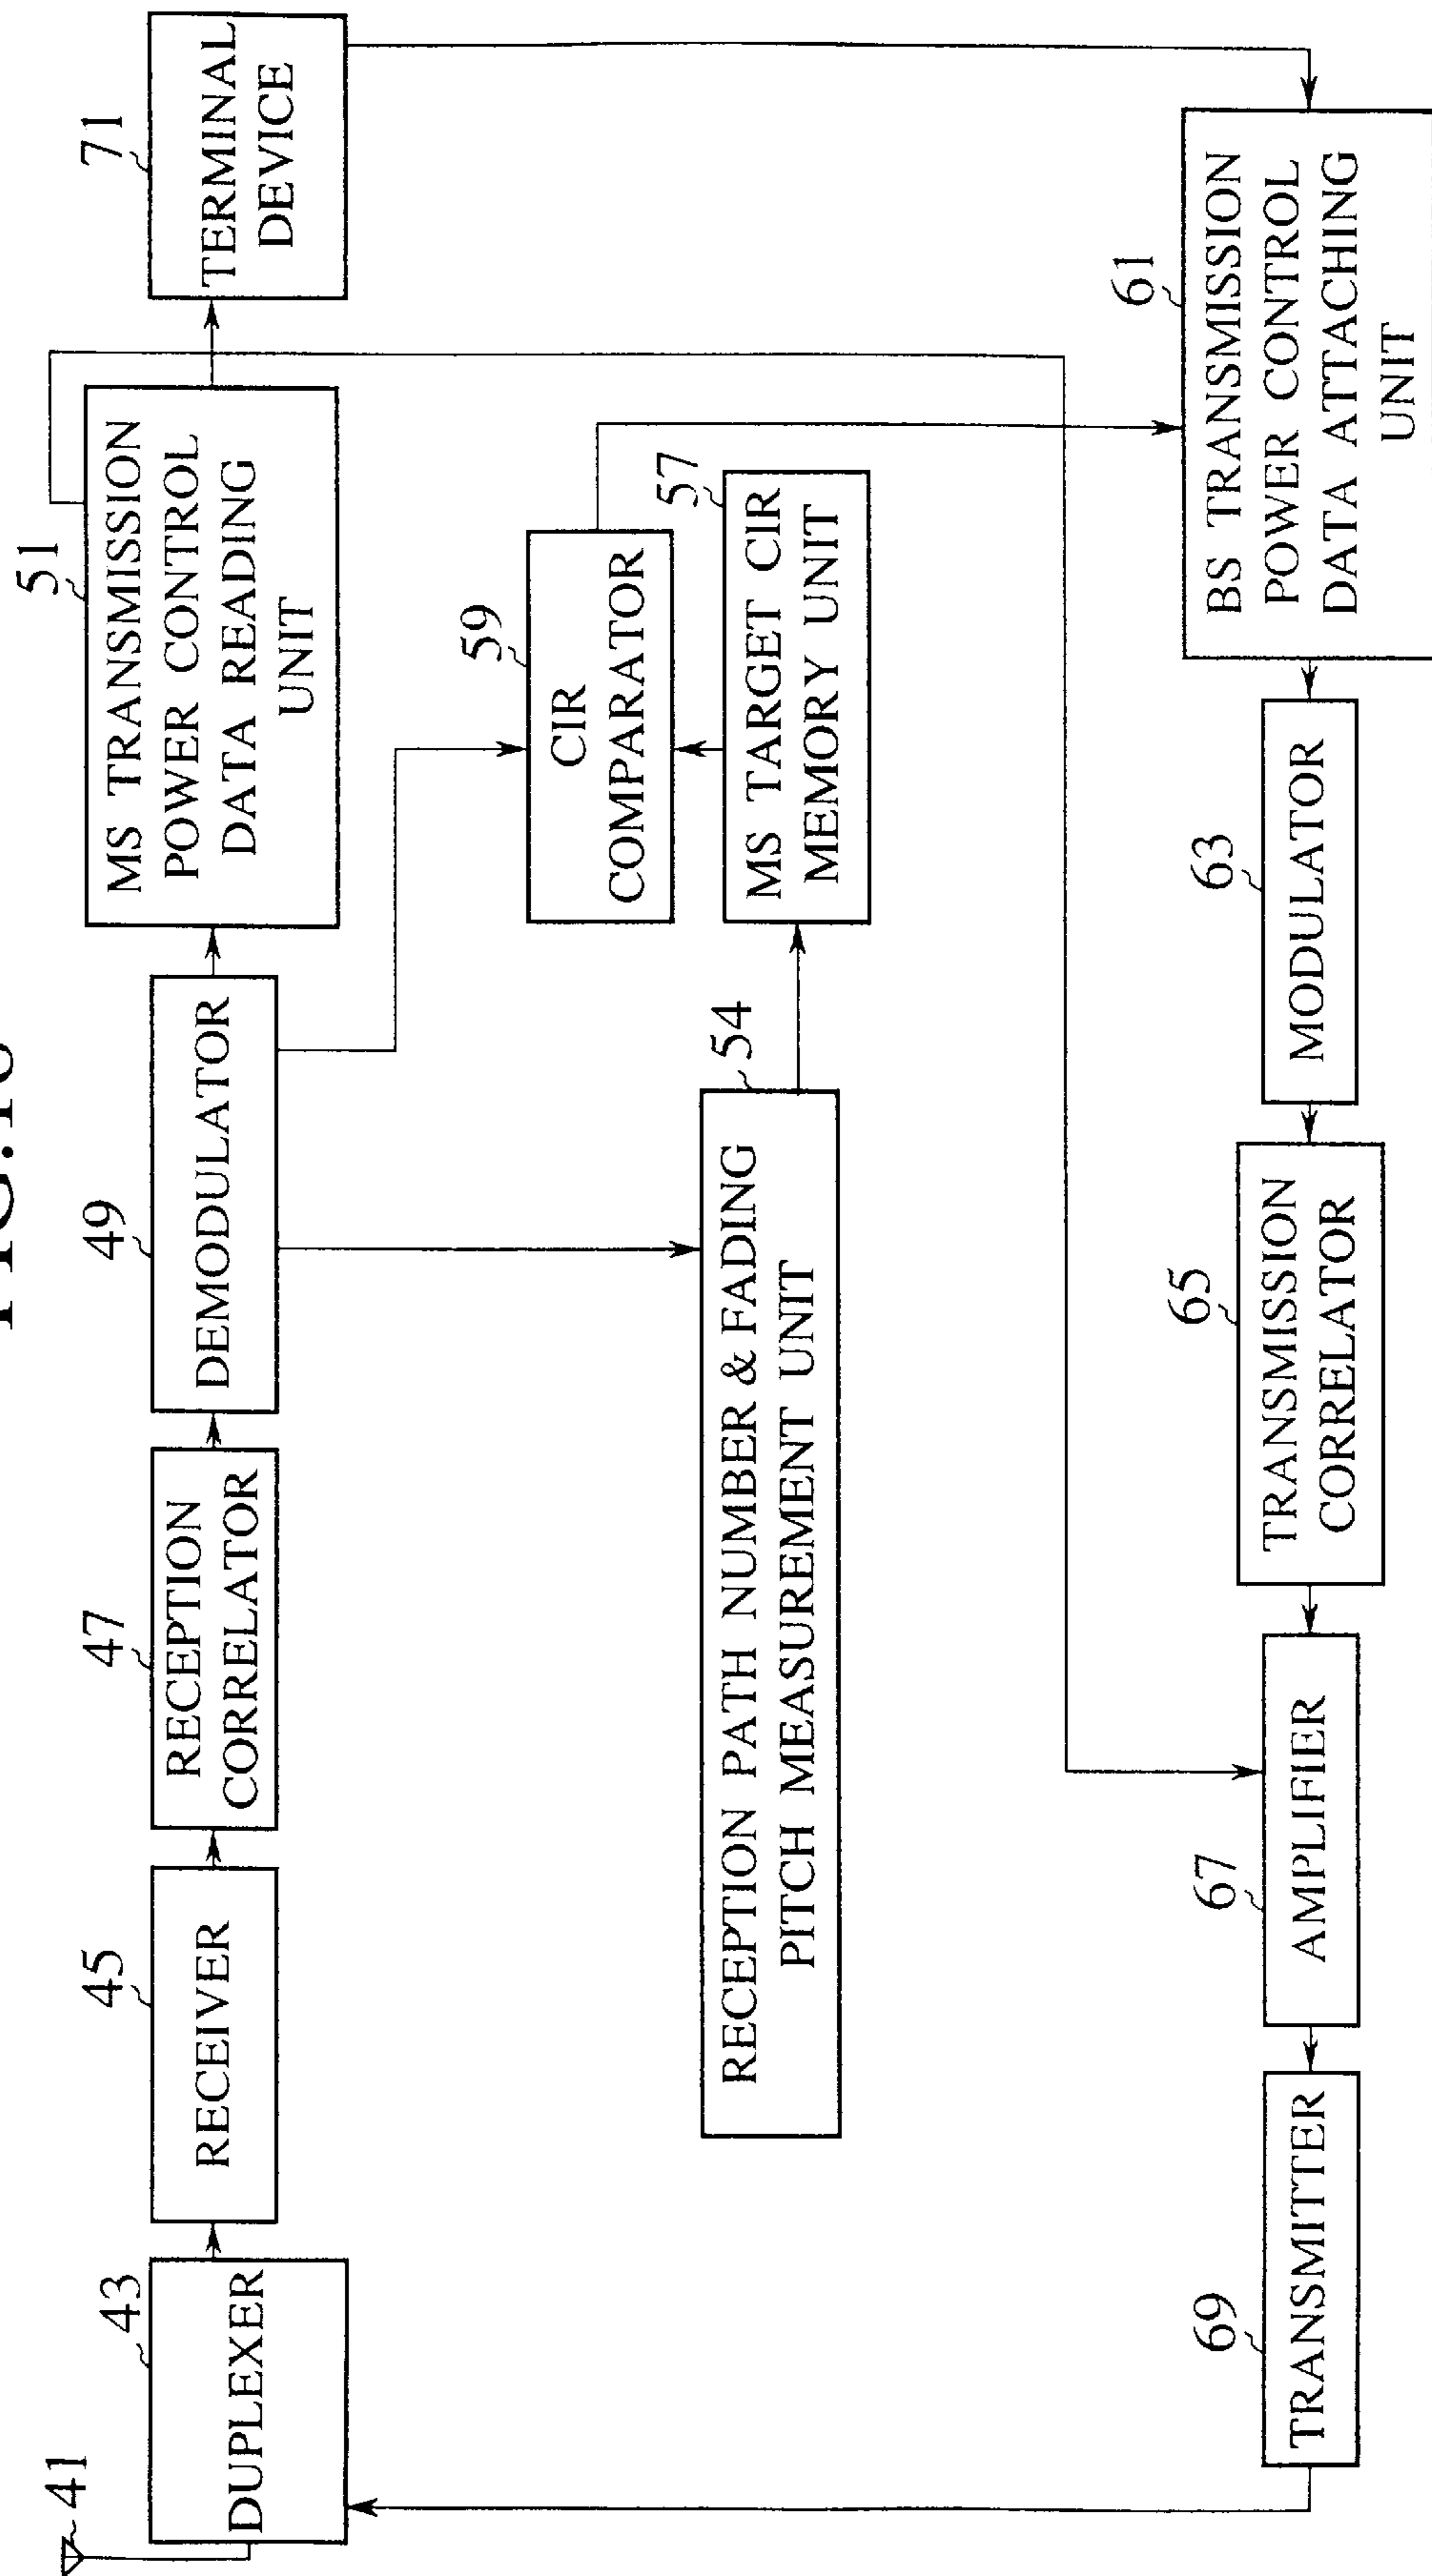 41
43
DUPLEXER
45
RECEIVER
47
RECEPTION
CORRELATOR
49
DEMODULATOR
51
MS TRANSMISSION
POWER CONTROL
DATA READING
UNIT
71
TERMINAL
DEVICE
59
CIR
COMPARATOR
57
MS TARGET CIR
MEMORY UNIT
54
RECEPTION PATH NUMBER & FADING
PITCH MEASUREMENT UNIT
69
TRANSMITTER
67
AMPLIFIER
65
TRANSMISSION
CORRELATOR
63
MODULATOR
61
BS TRANSMISSION
POWER CONTROL
DATA ATTACHING
UNIT